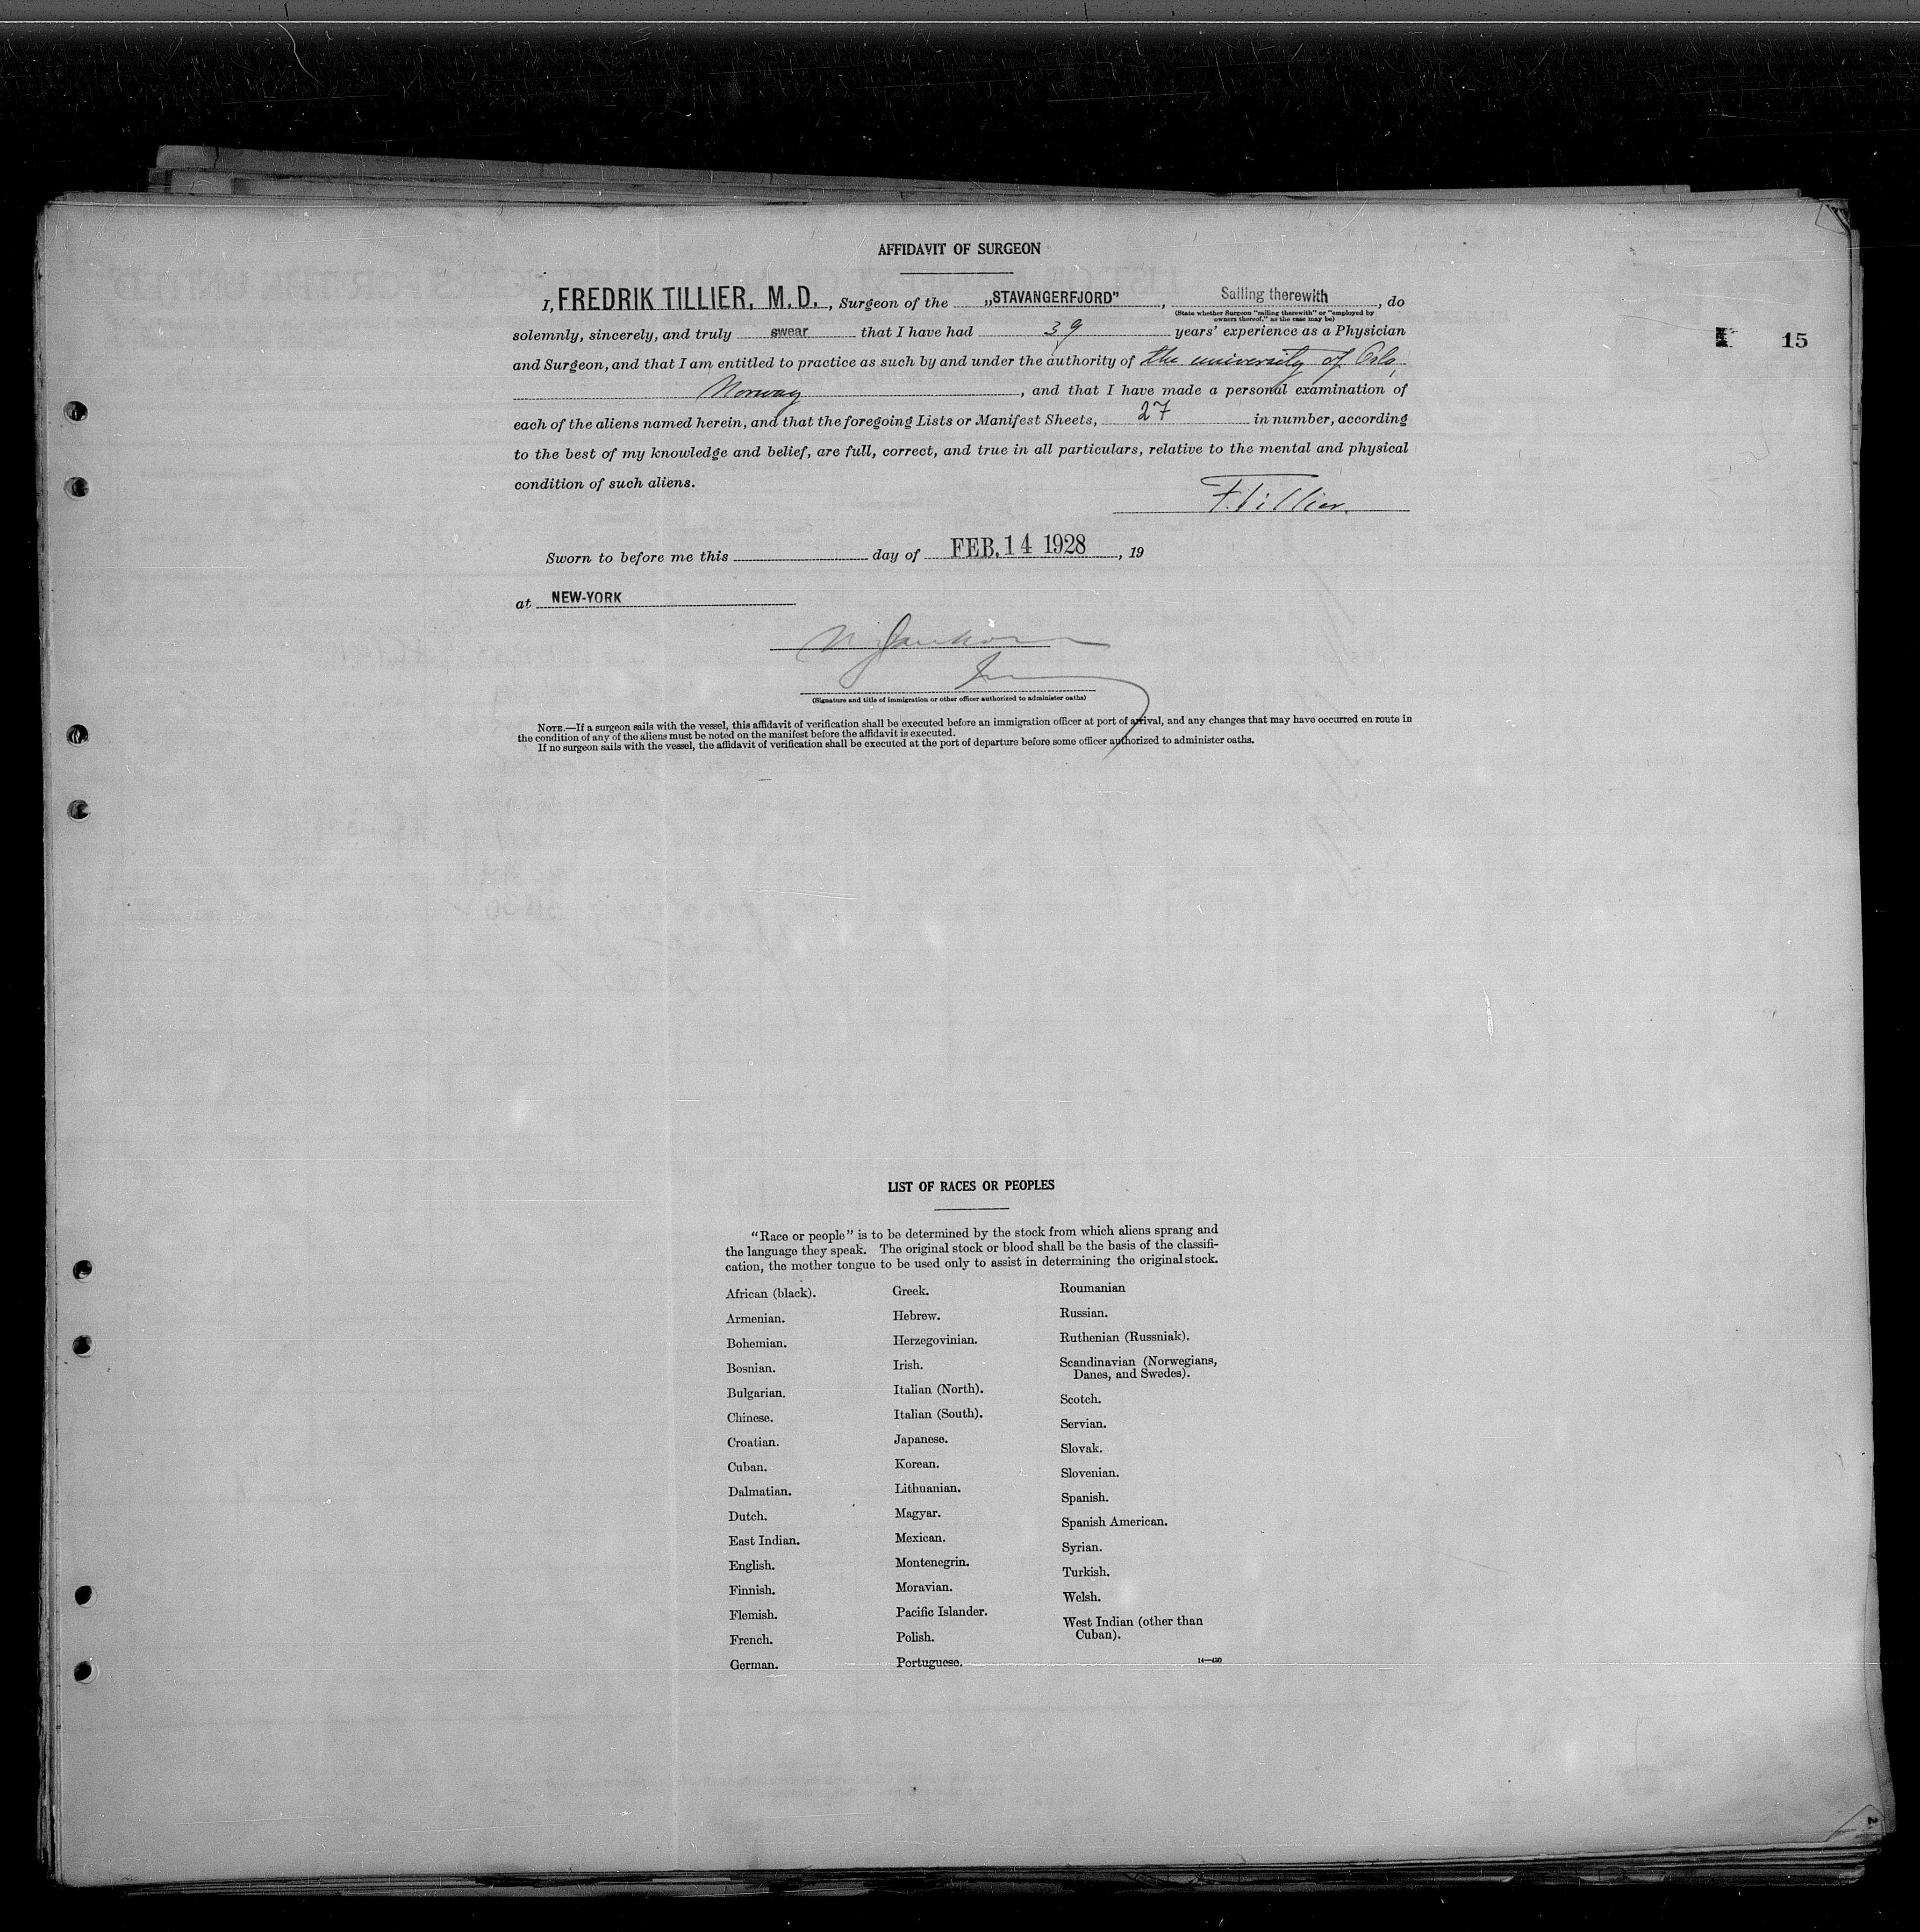 AFFIDAVIT OF SURGEON
I, FREDRIK TILLIER, M.D., Surgeon of the „STAVANGERFJORD”, Sailing therewith, do
(State whether Surgeon "sailing therewith" or "employed by
owners thereof," as the case may be)
solemnly, sincerely, and truly swear that I have had 39 years' experience as a Physician
15
and Surgeon, and that I am entitled to practice as such by and under the authority of the university of Oslo,
Norway, and that I have made a personal examination of
each of the aliens named herein, and that the foregoing Lists or Manifest Sheets, 27 in number, according
to the best of my knowledge and belief, are full, correct, and true in all particulars, relative to the mental and physical
condition of such aliens.
F. Tillier.
Sworn to before me this day of FEB. 14 1928, 19
at NEW-YORK
(Signature and title of immigration or other officer authorized to administer oaths)
NOTE.—If a surgeon sails with the vessel, this affidavit of verification shall be executed before an immigration officer at port of arrival, and any changes that may have occurred en route in
the condition of any of the aliens must be noted on the manifest before the affidavit is executed.
If no surgeon sails with the vessel, the affidavit of verification shall be executed at the port of departure before some officer authorized to administer oaths.
LIST OF RACES OR PEOPLES
"Race or people" is to be determined by the stock from which aliens sprang and
the language they speak. The original stock or blood shall be the basis of the classifi-
cation, the mother tongue to be used only to assist in determining the original stock.
African (black).
Armenian.
Bohemian.
Bosnian.
Bulgarian.
Chinese.
Croatian.
Cuban.
Dalmatian.
Dutch.
East Indian.
English.
Finnish.
Flemish.
French.
German.
Greek.
Hebrew.
Herzegovinian.
Irish.
Italian (North).
Italian (South).
Japanese.
Korean.
Lithuanian.
Magyar.
Mexican.
Montenegrin.
Moravian.
Pacific Islander.
Polish.
Portuguese.
Roumanian
Russian.
Ruthenian (Russniak).
Scandinavian (Norwegians,
Danes, and Swedes).
Scotch.
Servian.
Slovak.
Slovenian.
Spanish.
Spanish American.
Syrian.
Turkish.
Welsh.
West Indian (other than
Cuban).
14—430
2